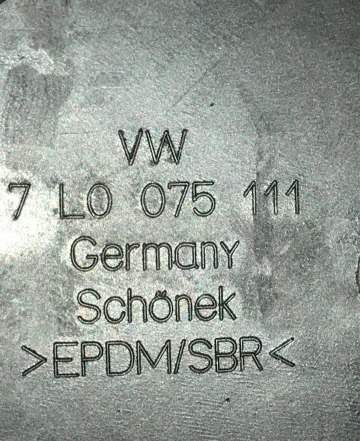 VW
7 L0 075 111
Germany
Schönek
>EPDM/SBR<